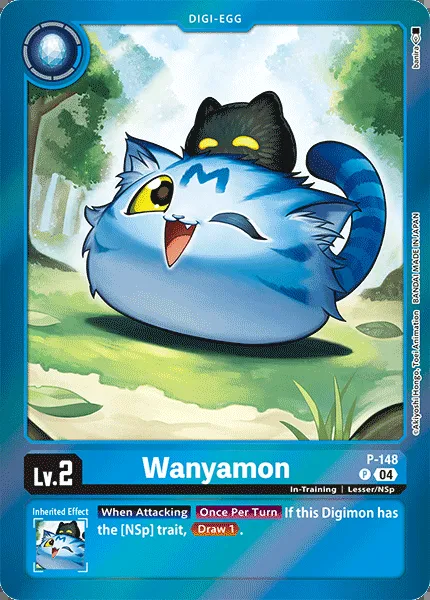 DIGI-EGG
banira
©Akiyoshi Hongo, Toei Animation BANDAI MADE IN JAPAN
M
P-148
Lv.2 Wanyamon
P 04
In-Training | Lesser/NSp
Inherited Effect
When Attacking Once Per Turn If this Digimon has
the [NSp] trait, Draw 1.